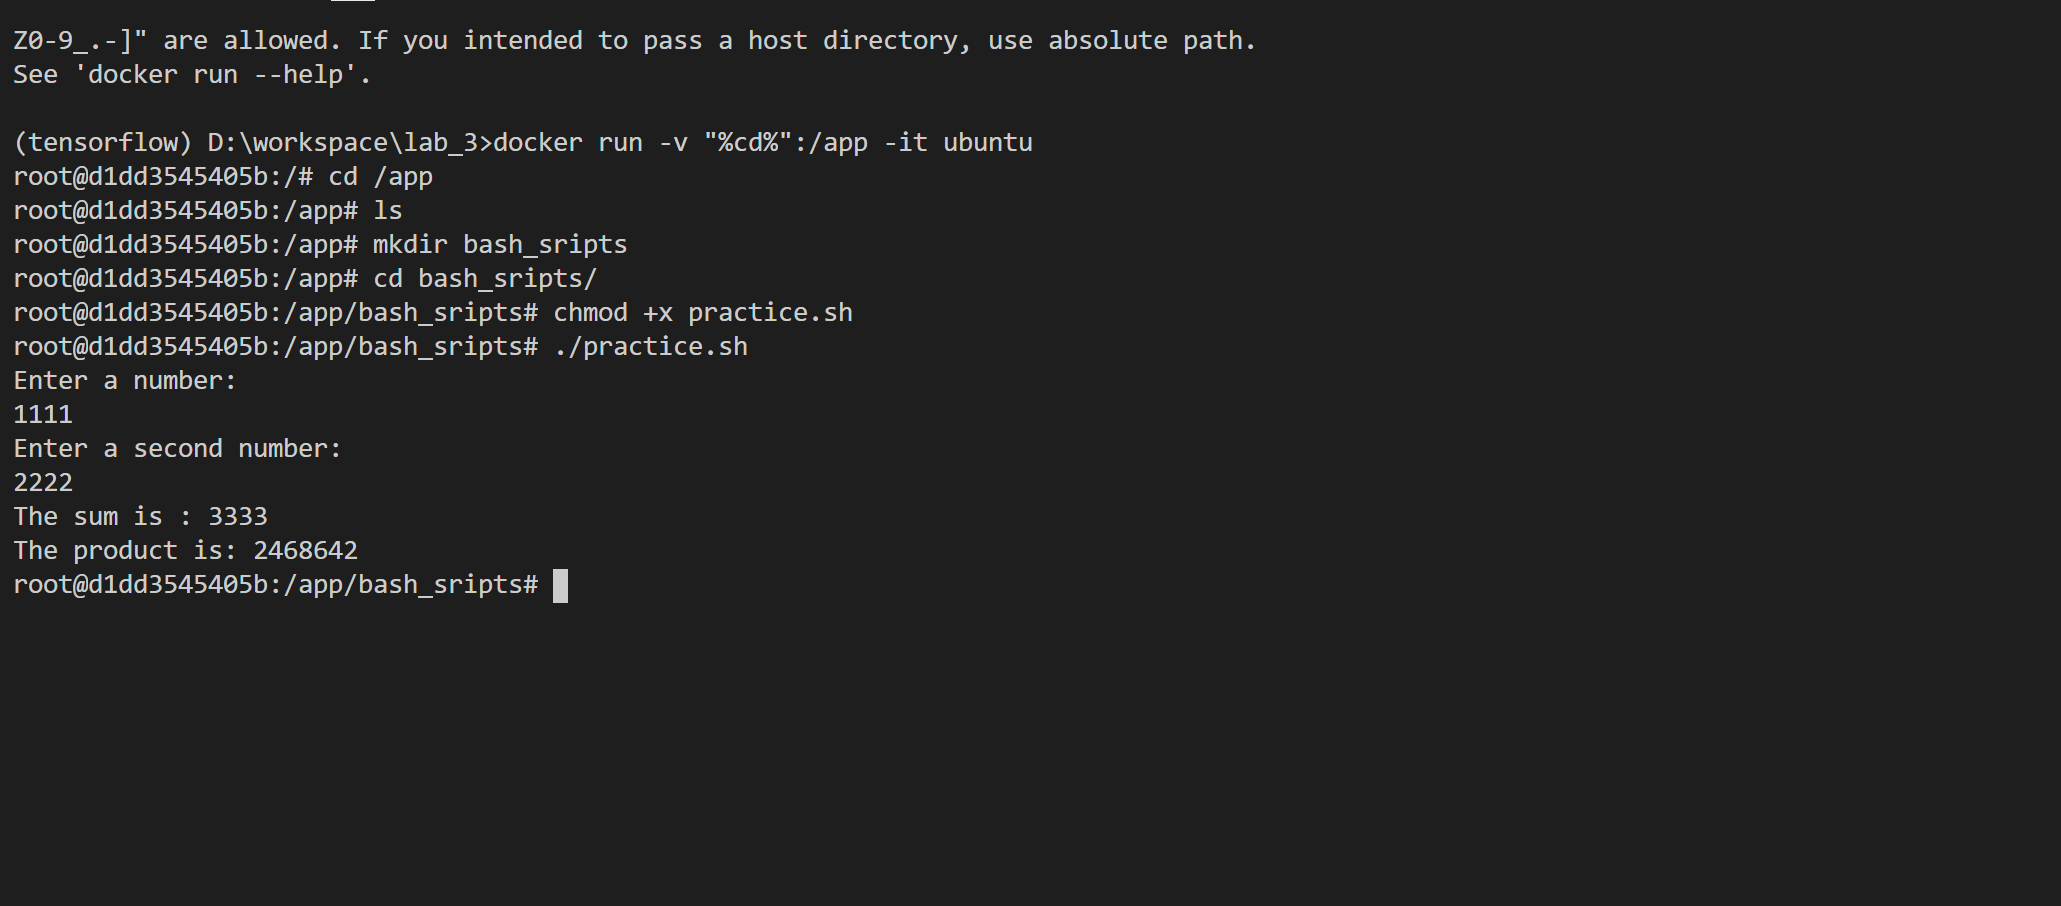 Z0-9_.-]" are allowed. If you intended to pass a host directory, use absolute path.
See 'docker run --help'.
(tensorflow) D:\workspace\lab_3>docker run -v "%cd%":/app -it ubuntu
root@d1dd3545405b:/# cd /app
root@d1dd3545405b:/app# ls
root@d1dd3545405b:/app# mkdir bash_sripts
root@d1dd3545405b:/app# cd bash_sripts/
root@d1dd3545405b:/app/bash_sripts# chmod +x practice.sh
root@d1dd3545405b:/app/bash_sripts# ./practice.sh
Enter a number:
1111
Enter a second number:
2222
The sum is : 3333
The product is: 2468642
root@d1dd3545405b:/app/bash_sripts#